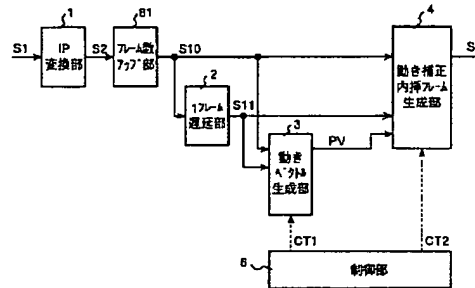 1
81
4
S1
IP
変換部
S2
フレーム数
アップ部
S10
動き補正
内挿フレーム
生成部
S
2
1フレーム
遅延部
S11
3
動き
ベクトル
生成部
PV
CT1
CT2
6
制御部